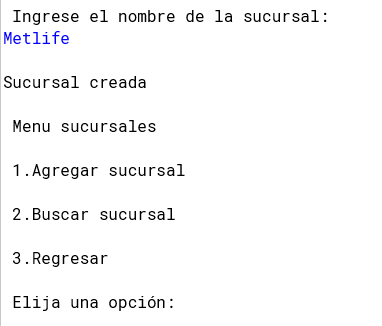 Ingrese el nombre de la sucursal:
Metlife
Sucursal creada
Menu sucursales
1.Agregar sucursal
2.Buscar sucursal
3.Regresar
Elija una opción: